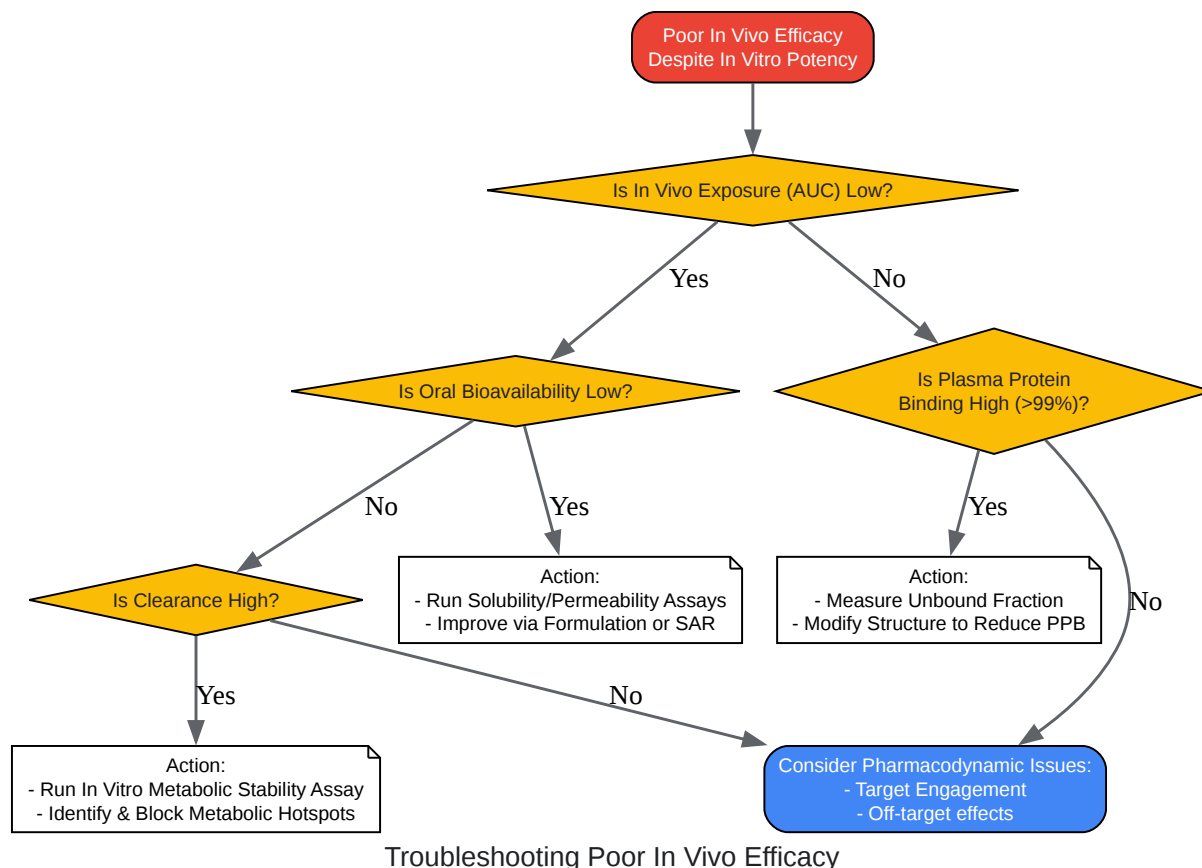 Poor In Vivo Efficacy
Despite In Vitro Potency
Is In Vivo Exposure (AUC) Low?
Yes
No
Is Oral Bioavailability Low?
Is Plasma Protein
Binding High (>99%)?
No
Yes
Yes
No
Is Clearance High?
Action:
- Run Solubility/Permeability Assays
- Improve via Formulation or SAR
Action:
- Measure Unbound Fraction
- Modify Structure to Reduce PPB
Yes
No
Action:
- Run In Vitro Metabolic Stability Assay
- Identify & Block Metabolic Hotspots
Consider Pharmacodynamic Issues:
- Target Engagement
- Off-target effects
Troubleshooting Poor In Vivo Efficacy